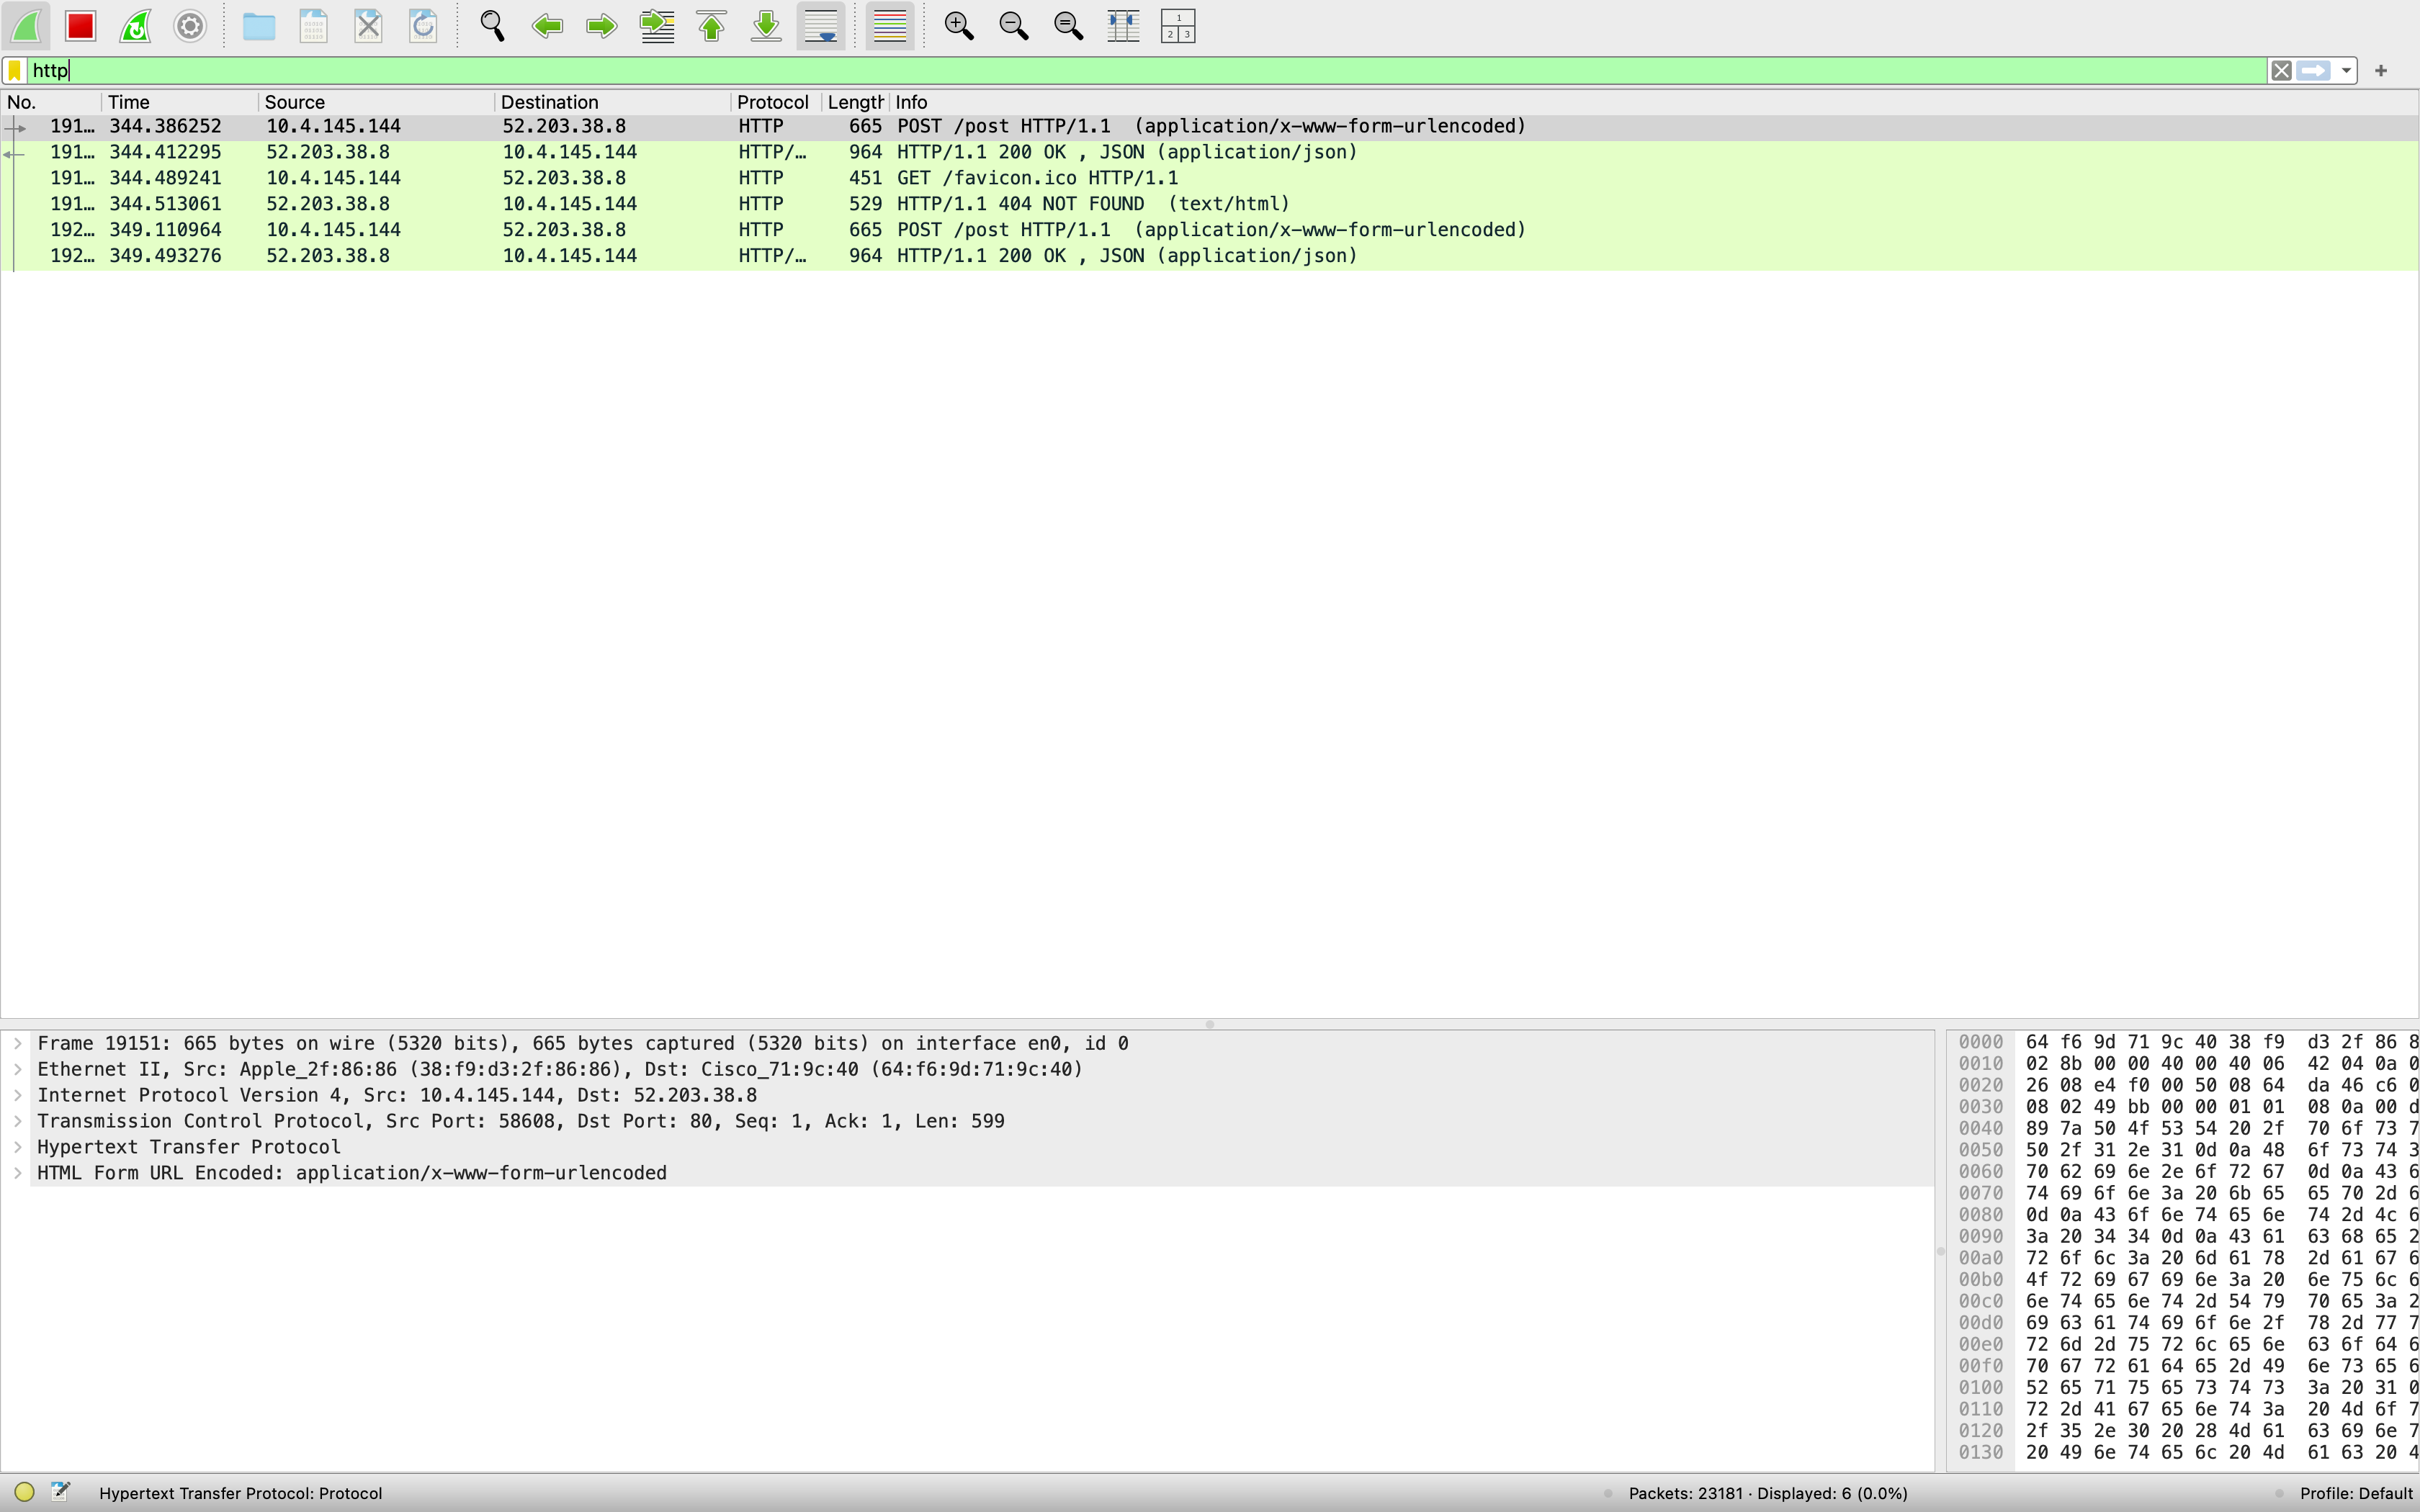 1
2 3
http
No. Time Source Destination Protocol Length Info
191… 344.386252 10.4.145.144 52.203.38.8 HTTP 665 POST /post HTTP/1.1 (application/x-www-form-urlencoded)
191… 344.412295 52.203.38.8 10.4.145.144 HTTP/… 964 HTTP/1.1 200 OK , JSON (application/json)
191… 344.489241 10.4.145.144 52.203.38.8 HTTP 451 GET /favicon.ico HTTP/1.1
191… 344.513061 52.203.38.8 10.4.145.144 HTTP 529 HTTP/1.1 404 NOT FOUND (text/html)
192… 349.110964 10.4.145.144 52.203.38.8 HTTP 665 POST /post HTTP/1.1 (application/x-www-form-urlencoded)
192… 349.493276 52.203.38.8 10.4.145.144 HTTP/… 964 HTTP/1.1 200 OK , JSON (application/json)
Frame 19151: 665 bytes on wire (5320 bits), 665 bytes captured (5320 bits) on interface en0, id 0
Ethernet II, Src: Apple_2f:86:86 (38:f9:d3:2f:86:86), Dst: Cisco_71:9c:40 (64:f6:9d:71:9c:40)
Internet Protocol Version 4, Src: 10.4.145.144, Dst: 52.203.38.8
Transmission Control Protocol, Src Port: 58608, Dst Port: 80, Seq: 1, Ack: 1, Len: 599
Hypertext Transfer Protocol
HTML Form URL Encoded: application/x-www-form-urlencoded
0000 64 f6 9d 71 9c 40 38 f9 d3 2f 86 8
0010 02 8b 00 00 40 00 40 06 42 04 0a 0
0020 26 08 e4 f0 00 50 08 64 da 46 c6 0
0030 08 02 49 bb 00 00 01 01 08 0a 00 d
0040 89 7a 50 4f 53 54 20 2f 70 6f 73 7
0050 50 2f 31 2e 31 0d 0a 48 6f 73 74 3
0060 70 62 69 6e 2e 6f 72 67 0d 0a 43 6
0070 74 69 6f 6e 3a 20 6b 65 65 70 2d 6
0080 0d 0a 43 6f 6e 74 65 6e 74 2d 4c 6
0090 3a 20 34 34 0d 0a 43 61 63 68 65 2
00a0 72 6f 6c 3a 20 6d 61 78 2d 61 67 6
00b0 4f 72 69 67 69 6e 3a 20 6e 75 6c 6
00c0 6e 74 65 6e 74 2d 54 79 70 65 3a 2
00d0 69 63 61 74 69 6f 6e 2f 78 2d 77 7
00e0 72 6d 2d 75 72 6c 65 6e 63 6f 64 6
00f0 70 67 72 61 64 65 2d 49 6e 73 65 6
0100 52 65 71 75 65 73 74 73 3a 20 31 0
0110 72 2d 41 67 65 6e 74 3a 20 4d 6f 7
0120 2f 35 2e 30 20 28 4d 61 63 69 6e 7
0130 20 49 6e 74 65 6c 20 4d 61 63 20 4
Hypertext Transfer Protocol: Protocol
Packets: 23181 · Displayed: 6 (0.0%)
Profile: Default